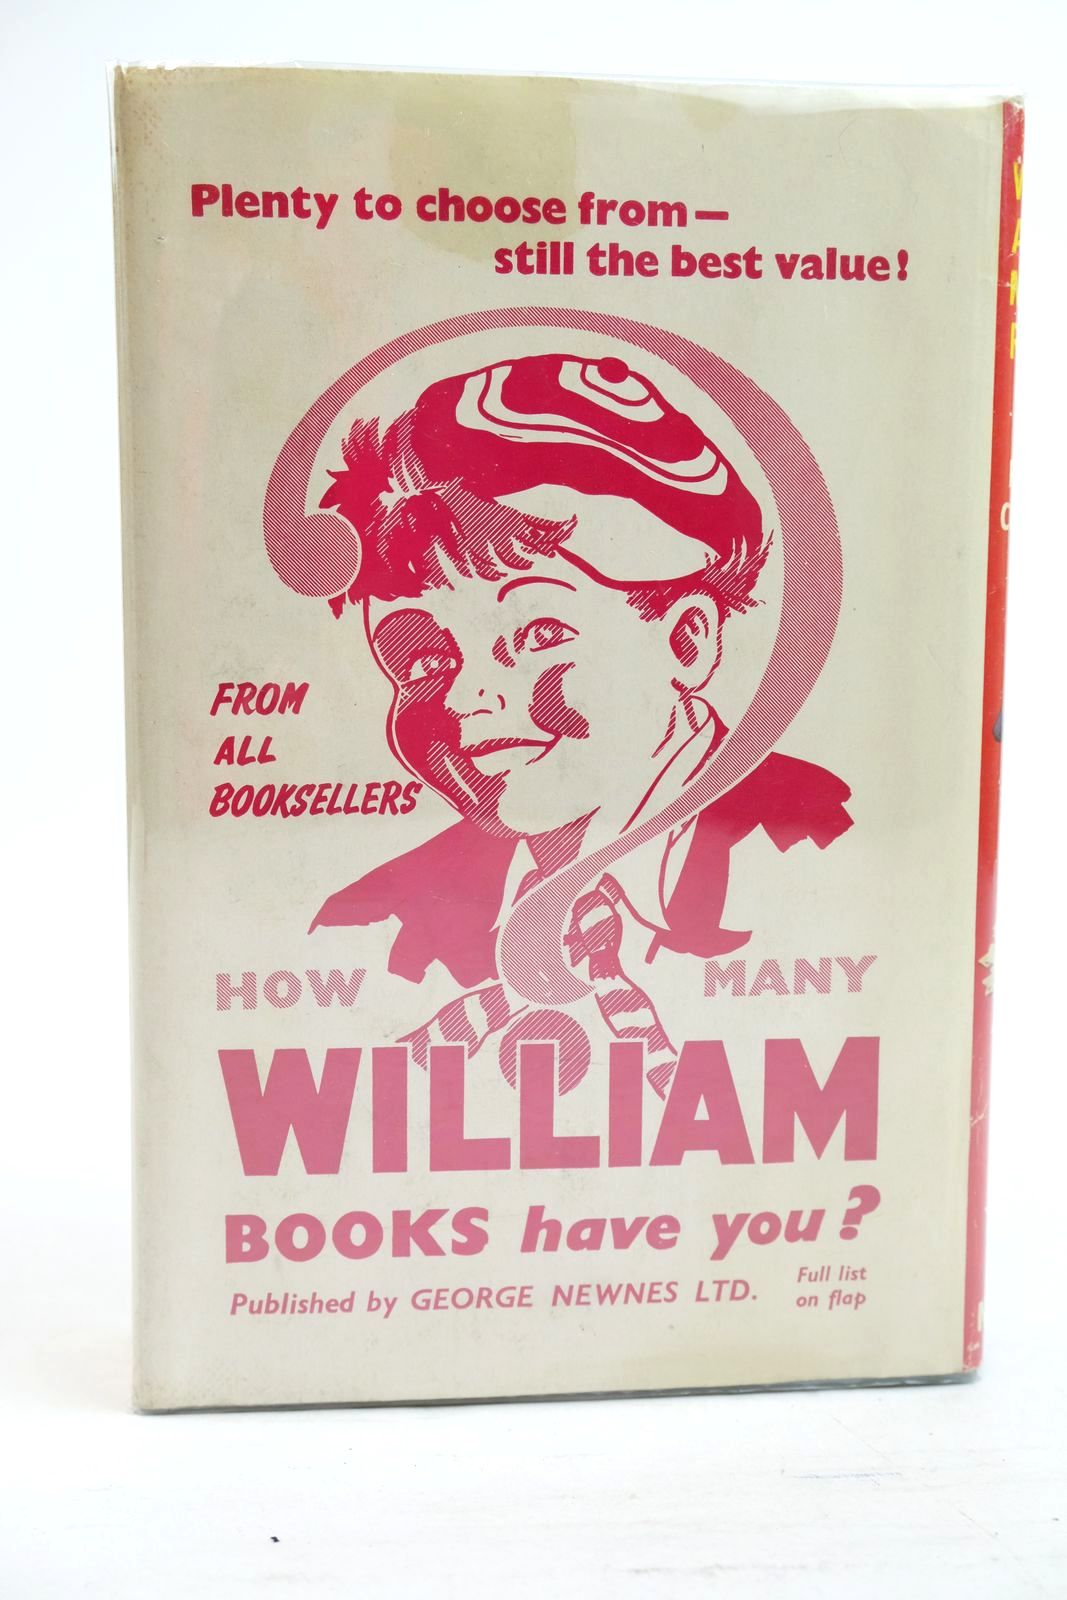 Plenty to choose from—
still the best value!
FROM
ALL
BOOKSELLERS
HOW MANY
WILLIAM
BOOKS have you?
Published by GEORGE NEWNES LTD.
Full list
on flap